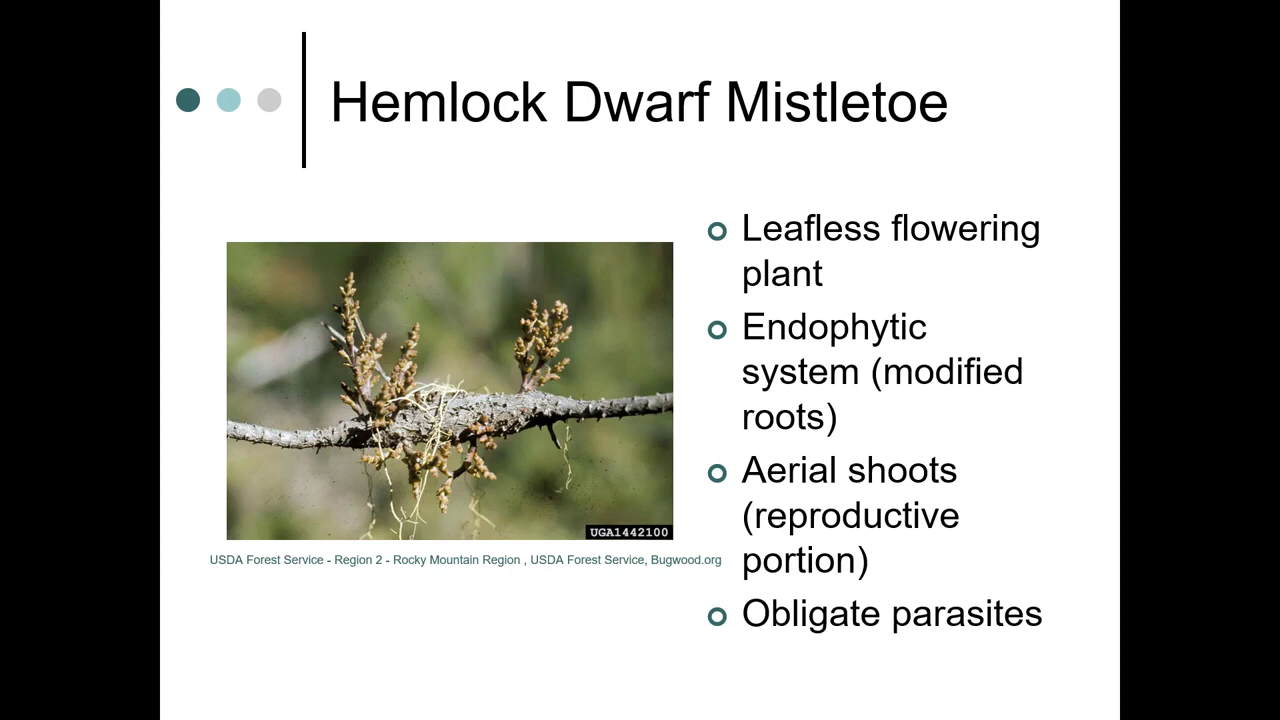 Hemlock Dwarf Mistletoe
Leafless flowering
plant
Endophytic
system (modified
roots)
Aerial shoots
(reproductive
portion)
Obligate parasites
UGA1442100
USDA Forest Service - Region 2 - Rocky Mountain Region , USDA Forest Service, Bugwood.org